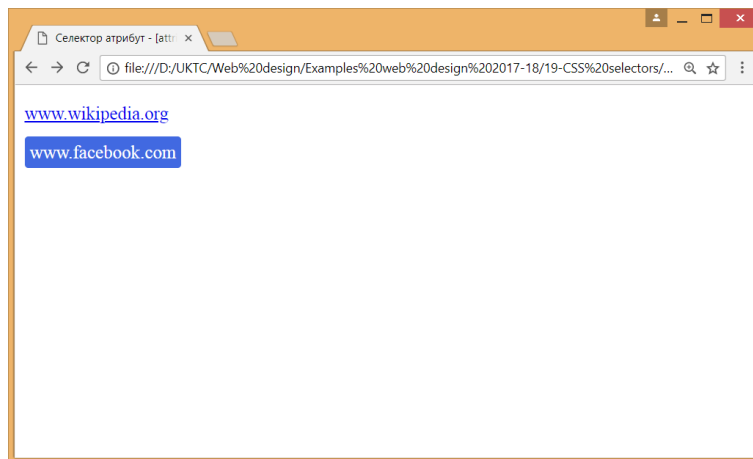 Селектор атрибут - [attr
file:///D:/UKTC/Web%20design/Examples%20web%20design%202017-18/19-CSS%20selectors/...
www.wikipedia.org
www.facebook.com